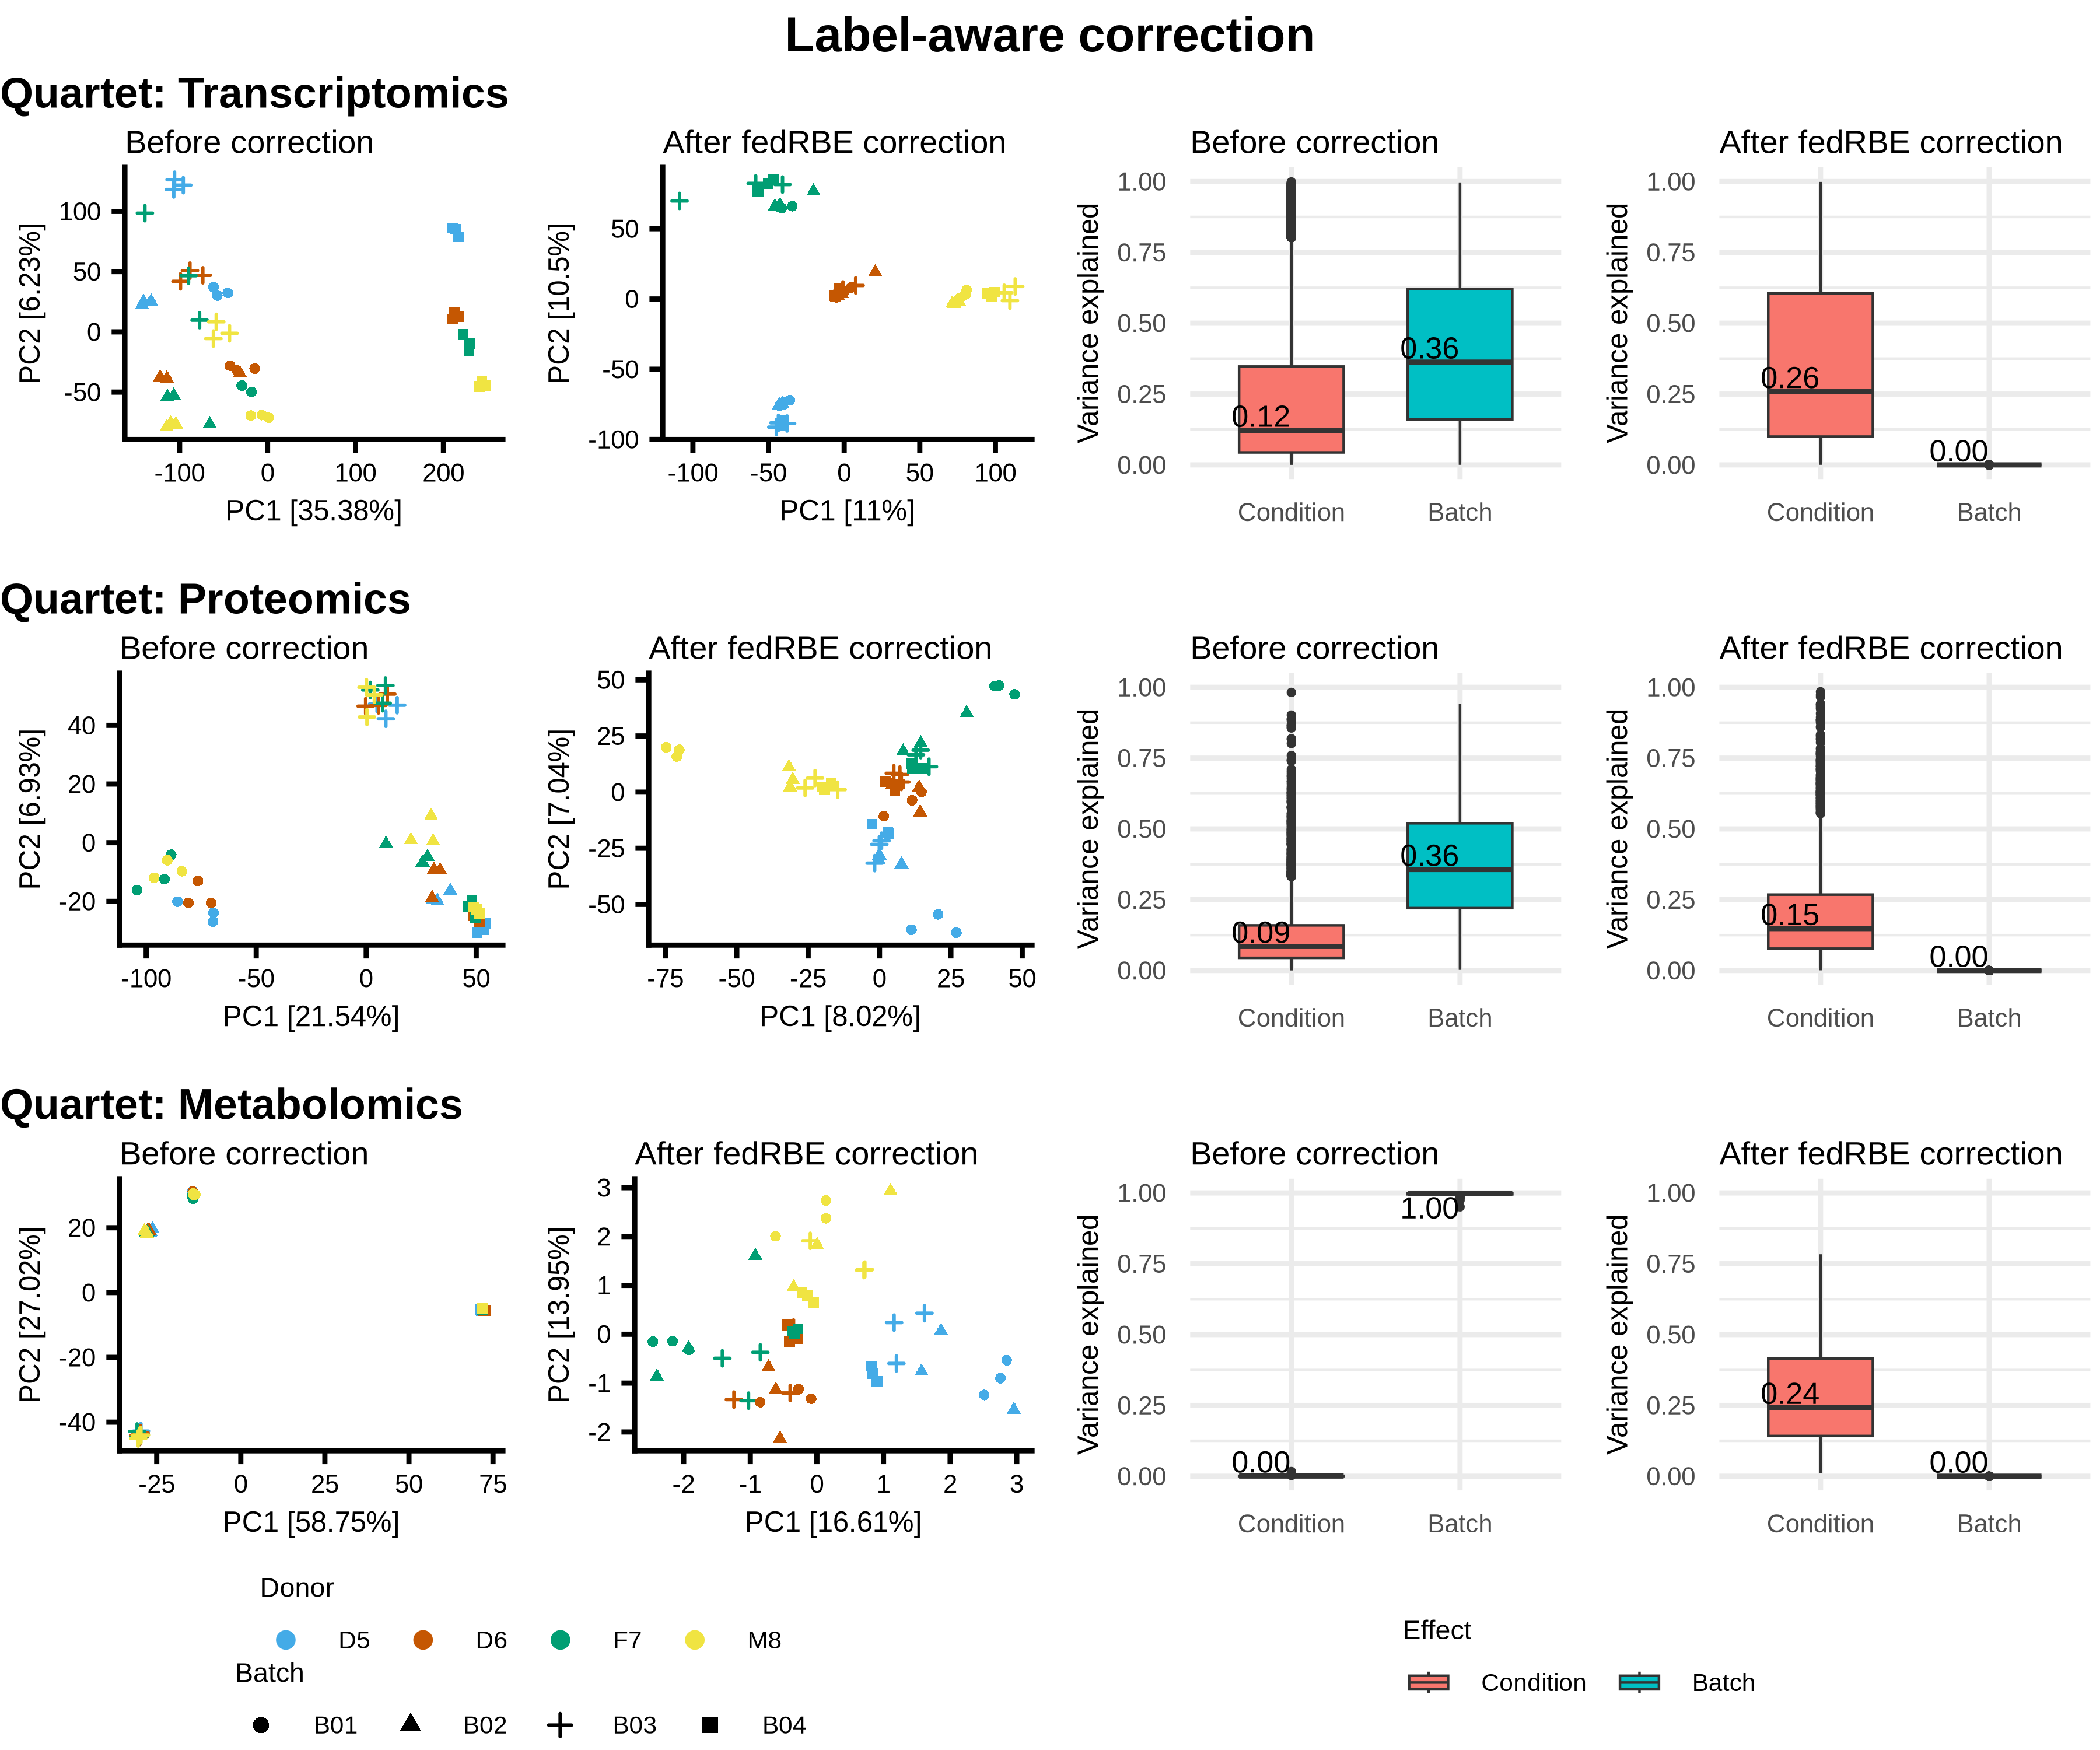 Label-aware correction
Quartet: Transcriptomics
Before correction
After fedRBE correction
Before correction
After fedRBE correction
PC2 [6.23%]
100
50
0
-50
-100
0
100
200
PC1 [35.38%]
PC2 [10.5%]
50
0
-50
-100
-100
-50
0
50
100
PC1 [11%]
Variance explained
1.00
0.75
0.50
0.25
0.00
0.12
0.36
Condition
Batch
Variance explained
1.00
0.75
0.50
0.25
0.00
0.26
0.00
Condition
Batch
Quartet: Proteomics
Before correction
After fedRBE correction
Before correction
After fedRBE correction
PC2 [6.93%]
40
20
0
-20
-100
-50
0
50
PC1 [21.54%]
PC2 [7.04%]
50
25
0
-25
-50
-75
-50
-25
0
25
50
PC1 [8.02%]
Variance explained
1.00
0.75
0.50
0.25
0.00
0.09
0.36
Condition
Batch
Variance explained
1.00
0.75
0.50
0.25
0.00
0.15
0.00
Condition
Batch
Quartet: Metabolomics
Before correction
After fedRBE correction
Before correction
After fedRBE correction
PC2 [27.02%]
20
0
-20
-40
-25
0
25
50
75
PC1 [58.75%]
PC2 [13.95%]
3
2
1
0
-1
-2
-2
-1
0
1
2
3
PC1 [16.61%]
Variance explained
1.00
0.75
0.50
0.25
0.00
0.00
1.00
Condition
Batch
Variance explained
1.00
0.75
0.50
0.25
0.00
0.24
0.00
Condition
Batch
Donor
D5 D6 F7 M8
Batch
B01 B02 B03 B04
Effect
Condition Batch